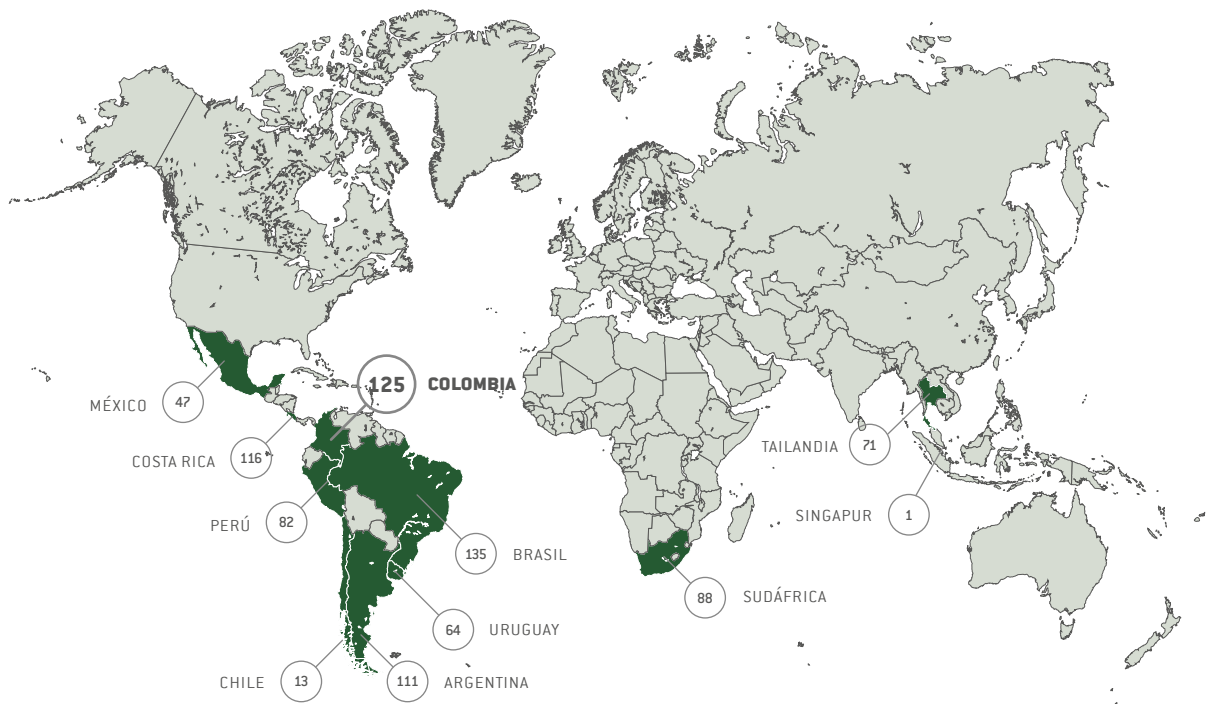 125 COLOMBIA
MÉXICO 47
COSTA RICA 116
TAILANDIA 71
PERÚ 82
SINGAPUR 1
135 BRASIL
88 SUDÁFRICA
64 URUGUAY
CHILE 13
111 ARGENTINA